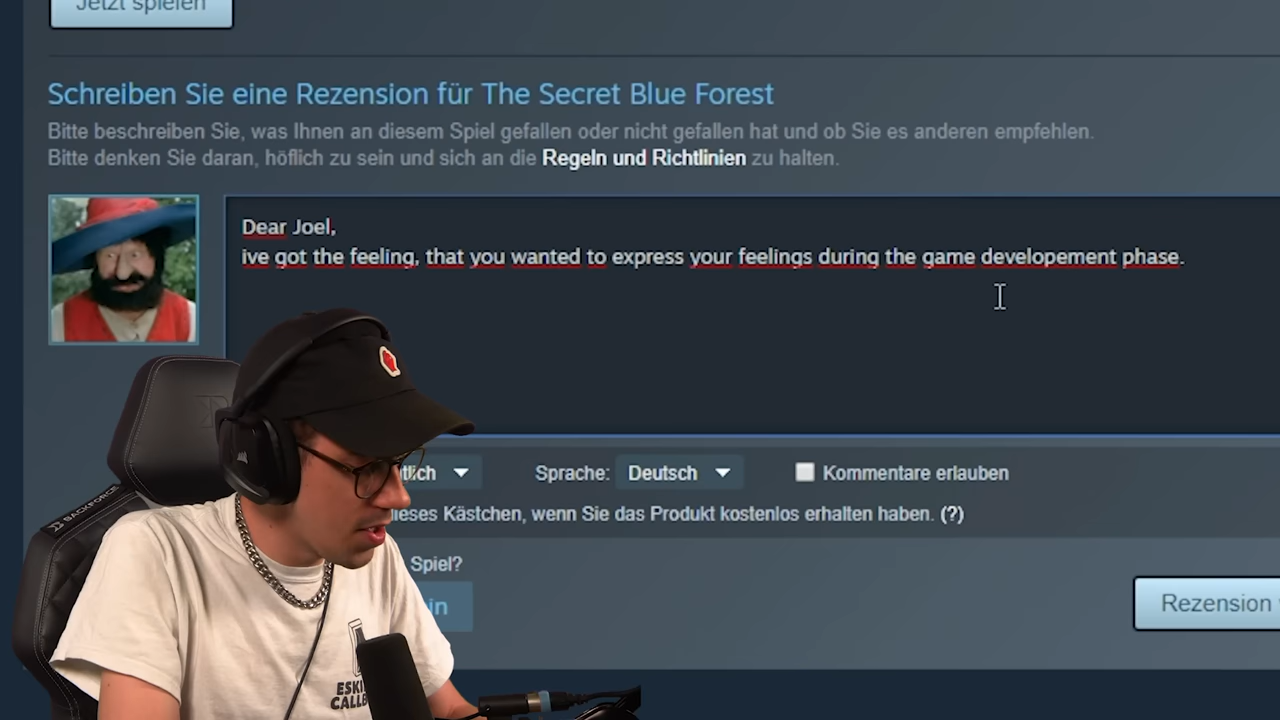 Jetzt spielen
Schreiben Sie eine Rezension für The Secret Blue Forest
Bitte beschreiben Sie, was Ihnen an diesem Spiel gefallen oder nicht gefallen hat und ob Sie es anderen empfehlen.
Bitte denken Sie daran, höflich zu sein und sich an die Regeln und Richtlinien zu halten.
Dear Joel,
ive got the feeling, that you wanted to express your feelings during the game developement phase.
Sprache: Deutsch Kommentare erlauben
Kästchen, wenn Sie das Produkt kostenlos erhalten haben. (?)
Spiel?
Rezension
BACKFORCE